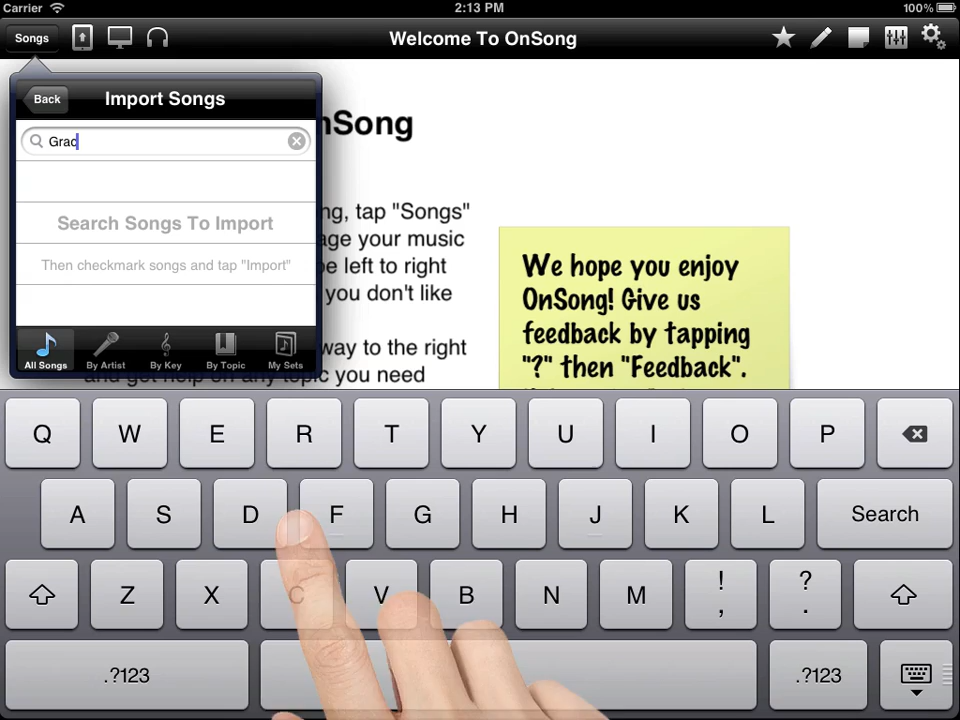 Carrier 2:13 PM 100%
Songs Welcome To OnSong
Back Import Songs
Grac
Search Songs To Import
Then checkmark songs and tap "Import"
All Songs By Artist By Key By Topic My Sets
nSong
ng, tap "Songs"
age your music
be left to right
you don't like
way to the right
and get help on any topic you need
We hope you enjoy
OnSong! Give us
feedback by tapping
"?" then "Feedback".
Q W E R T Y U I O P
A S D F G H J K L Search
Z X C V B N M ! , ? .
.?123 .?123